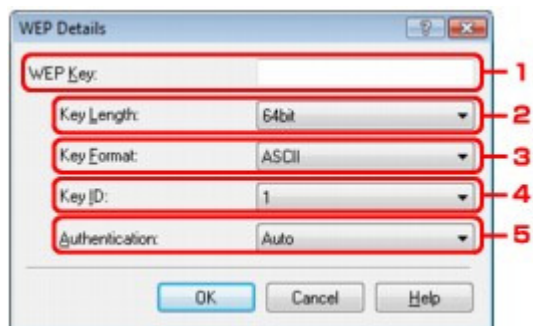 WEP Details
WEP Key: 1
Key Length: 64bit 2
Key Format: ASCII 3
Key ID: 1 4
Authentication: Auto 5
OK Cancel Help